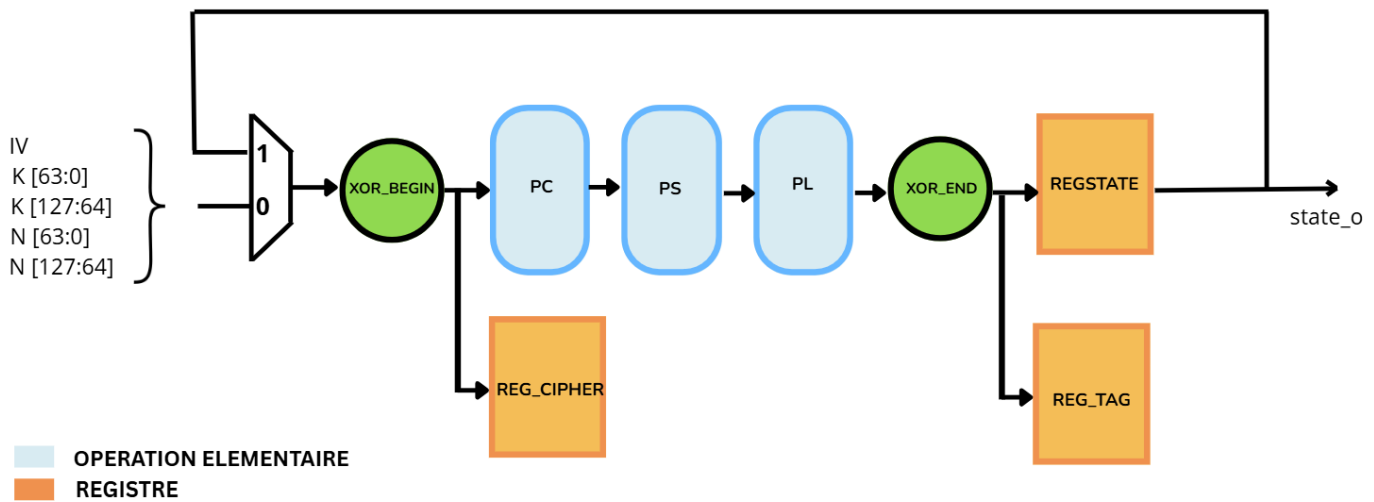 IV
K [63:0]
K [127:64]
N [63:0]
N [127:64]
1
0
XOR_BEGIN
PC
PS
PL
XOR_END
REGSTATE
state_o
REG_CIPHER
REG_TAG
OPERATION ELEMENTAIRE
REGISTRE